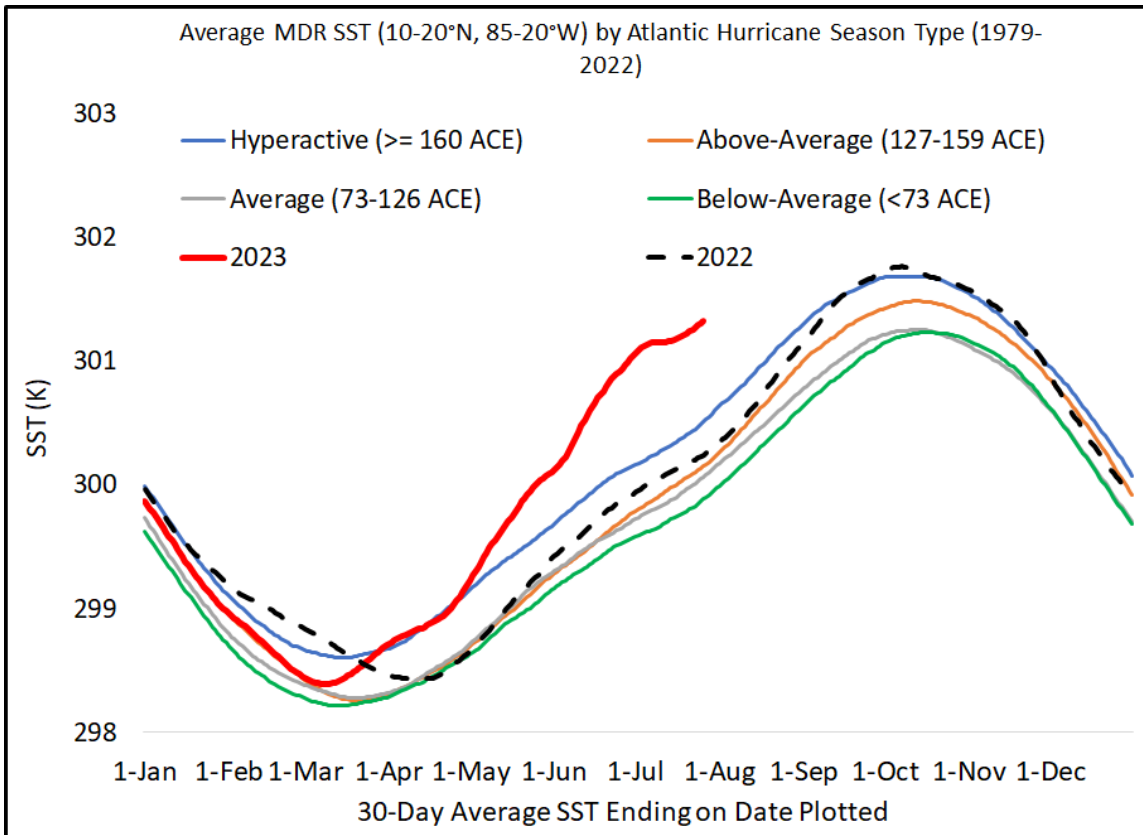 Average MDR SST (10-20°N, 85-20°W) by Atlantic Hurricane Season Type (1979-
2022)
303
Hyperactive (>= 160 ACE)
Above-Average (127-159 ACE)
Average (73-126 ACE)
Below-Average (<73 ACE)
302
2023
2022
301
SST (K)
300
299
298
1-Jan 1-Feb 1-Mar 1-Apr 1-May 1-Jun 1-Jul 1-Aug 1-Sep 1-Oct 1-Nov 1-Dec
30-Day Average SST Ending on Date Plotted